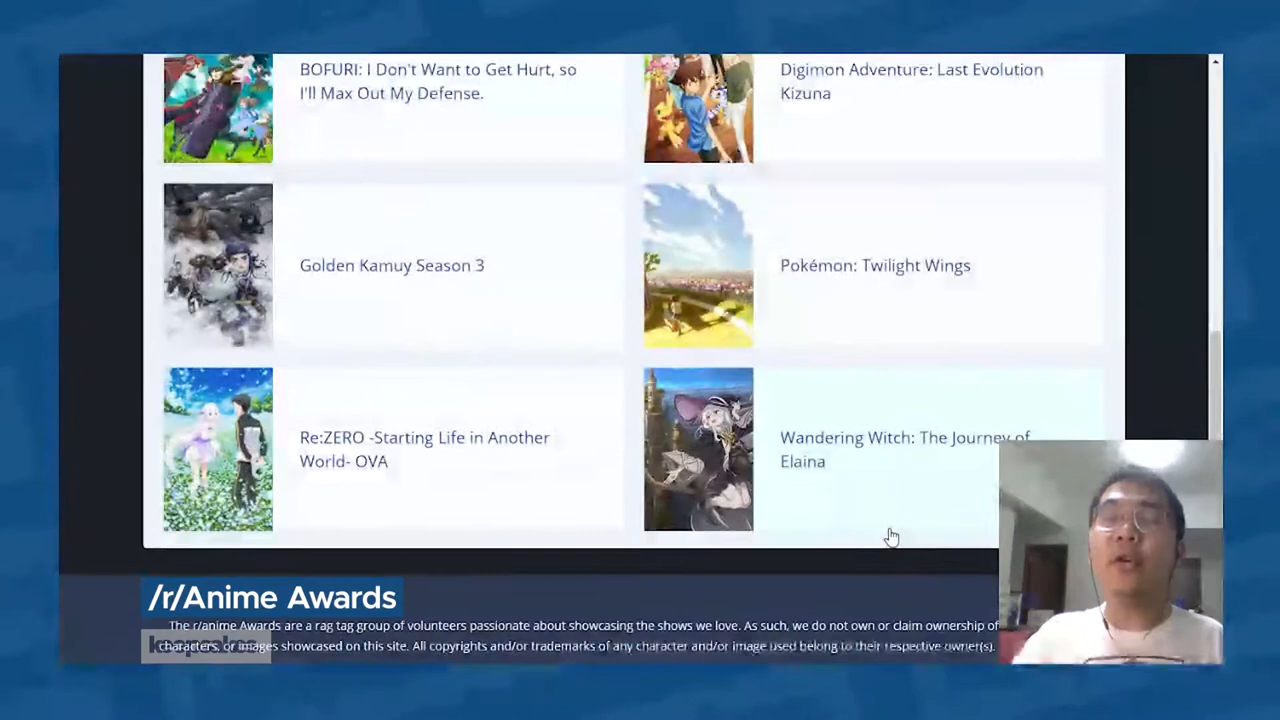 BOFURI: I Don't Want to Get Hurt, so
I'll Max Out My Defense.
Digimon Adventure: Last Evolution
Kizuna
Golden Kamuy Season 3
Pokémon: Twilight Wings
Re:ZERO -Starting Life in Another
World- OVA
Wandering Witch: The Journey of
Elaina
/r/Anime Awards
The r/anime Awards are a rag tag group of volunteers passionate about showcasing the shows we love. As such, we do not own or claim ownership of
keepsakes
characters, or images showcased on this site. All copyrights and/or trademarks of any character and/or image used belong to their respective owner(s).